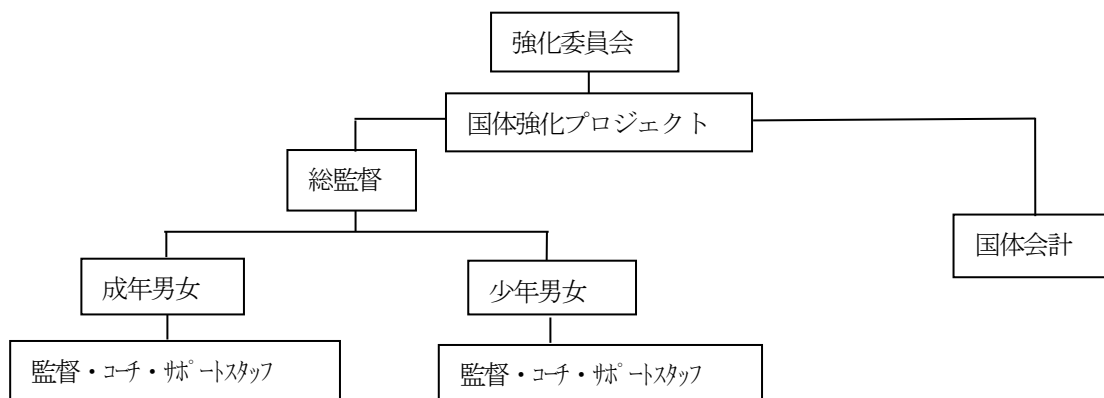 強化委員会
国体強化プロジェクト
総監督
国体会計
成年男女
少年男女
監督・ｺｰﾁ・ｻﾎﾟｰﾄｽﾀｯﾌ
監督・ｺｰﾁ・ｻﾎﾟｰﾄｽﾀｯﾌ